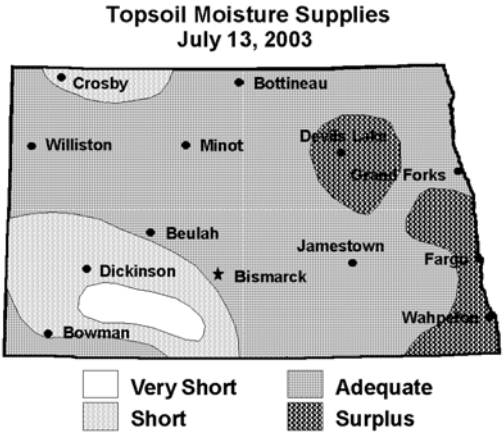 Topsoil Moisture Supplies
July 13, 2003
Crosby
Bottineau
Williston
Minot
Devils Lake
Grand Forks
Beulah
Jamestown
Fargo
Dickinson
Bismarck
Wahpeton
Bowman
Very Short
Adequate
Short
Surplus